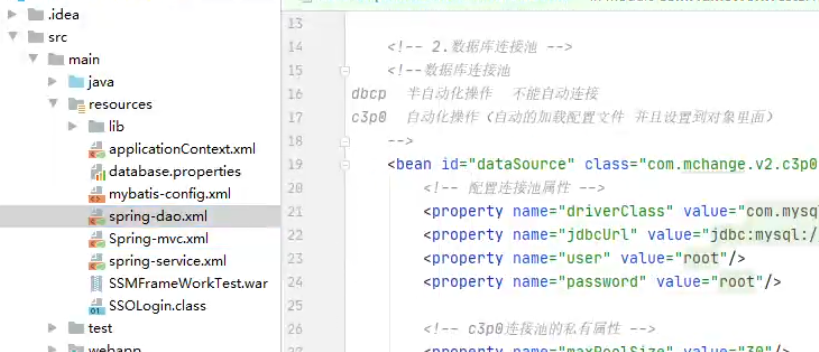 .idea
src
main
java
resources
lib
applicationContext.xml
database.properties
mybatis-config.xml
spring-dao.xml
Spring-mvc.xml
spring-service.xml
SSMFrameWorkTest.war
SSOLogin.class
test
webapp
13
14 <!-- 2.数据库连接池 -->
15 <!--数据库连接池
16 dbcp 半自动化操作 不能自动连接
17 c3p0 自动化操作（自动的加载配置文件 并且设置到对象里面）
18 -->
19 <bean id="dataSource" class="com.mchange.v2.c3p0
20 <!-- 配置连接池属性 -->
21 <property name="driverClass" value="com.mysq
22 <property name="jdbcUrl" value="jdbc:mysql:/
23 <property name="user" value="root"/>
24 <property name="password" value="root"/>
25
26 <!-- c3p0连接池的私有属性 -->
27 <property name="maxPoolSize" value="30"/>